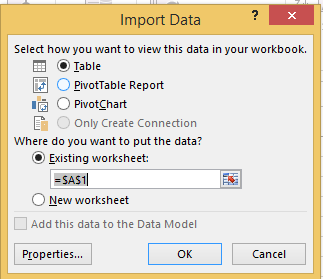 Import Data
?
Select how you want to view this data in your workbook.
Table
PivotTable Report
PivotChart
Only Create Connection
Where do you want to put the data?
Existing worksheet:
=$A$1
New worksheet
Add this data to the Data Model
Properties...
OK
Cancel